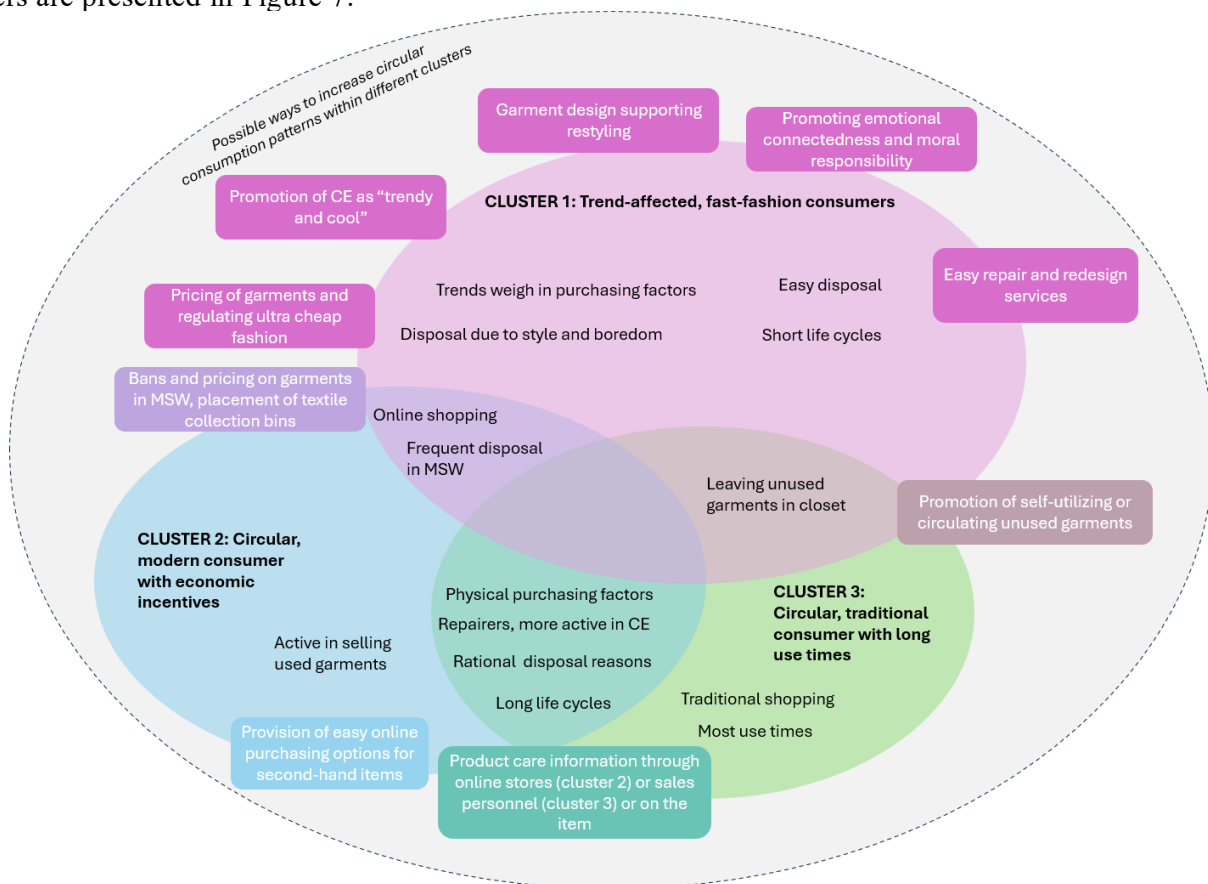 ers are presented in Figure 7.
Possible ways to increase circular
consumption patterns within different clusters
Garment design supporting
restyling
Promoting emotional
connectedness and moral
responsibility
Promotion of CE as “trendy
and cool”
CLUSTER 1: Trend-affected, fast-fashion consumers
Easy repair and redesign
services
Pricing of garments and
regulating ultra cheap
fashion
Trends weigh in purchasing factors
Easy disposal
Disposal due to style and boredom
Short life cycles
Bans and pricing on garments
in MSW, placement of textile
collection bins
Online shopping
Frequent disposal
in MSW
Leaving unused
garments in closet
Promotion of self-utilizing or
circulating unused garments
CLUSTER 2: Circular,
modern consumer
with economic
incentives
Active in selling
used garments
Physical purchasing factors
Repairers, more active in CE
Rational disposal reasons
Long life cycles
CLUSTER 3:
Circular, traditional
consumer with long
use times
Traditional shopping
Most use times
Provision of easy online
purchasing options for
second-hand items
Product care information through
online stores (cluster 2) or sales
personnel (cluster 3) or on the
item